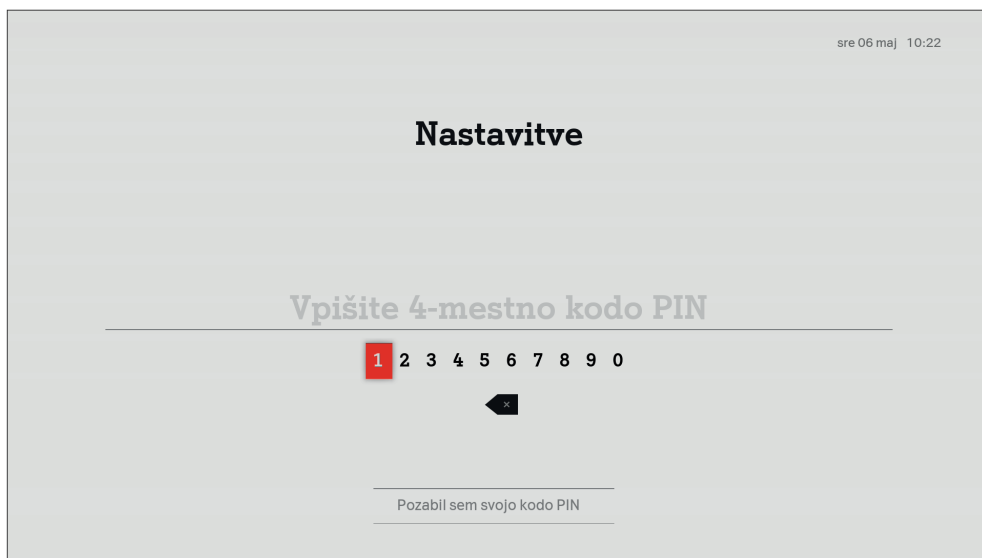 sre 06 maj 10:22
Nastavitve
Vpišite 4-mestno kodo PIN
1 2 3 4 5 6 7 8 9 0
×
Pozabil sem svojo kodo PIN